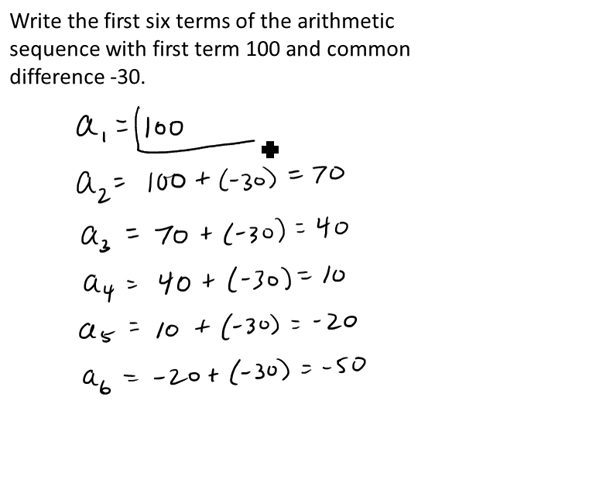 Write the first six terms of the arithmetic
sequence with first term 100 and common
difference -30.
a₁ = 100
a₂ = 100 + (-30) = 70
a₃ = 70 + (-30) = 40
a₄ = 40 + (-30) = 10
a₅ = 10 + (-30) = -20
a₆ = -20 + (-30) = -50